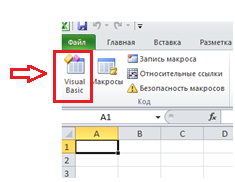 Файл Главная Вставка Разметка
Visual Basic
Макросы
Запись макроса
Относительные ссылки
Безопасность макросов
Код
A1 fx
A B C D
1
2
3